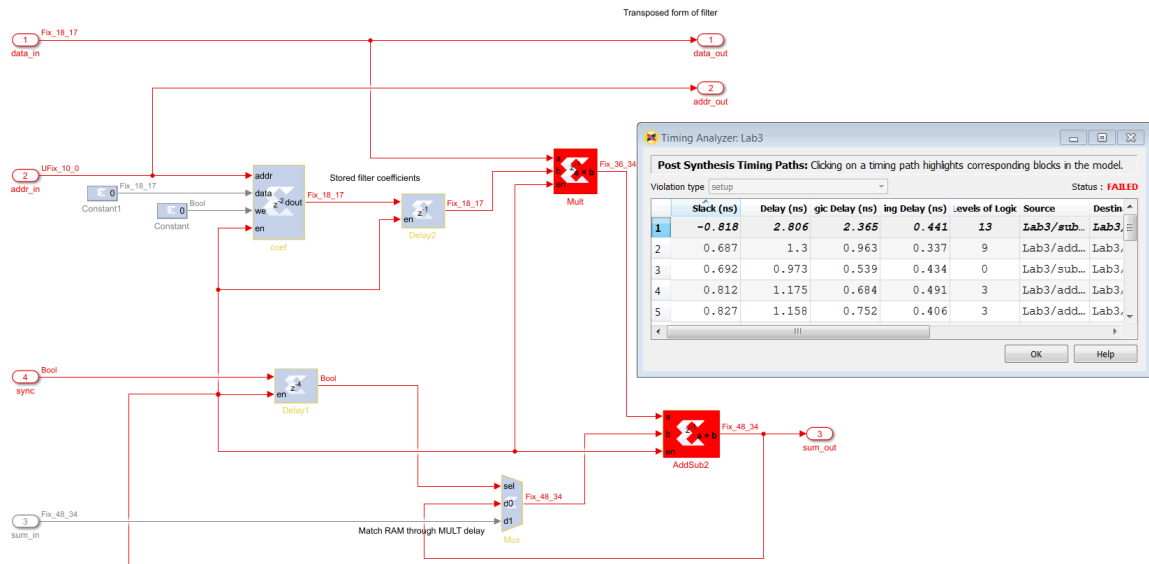 Transposed form of filter
Fix_18_17
1
data_in
1
data_out
2
addr_out
UFix_10_0
2
addr_in
Fix_18_17
0
Constant1
Bool
0
Constant
addr
data
we
en
z-2
dout
coef
Stored filter coefficients
Fix_18_17
en
z-1
Delay2
Fix_18_17
a
b
en
a × b
Mult
Fix_36_34
Timing Analyzer: Lab3
Post Synthesis Timing Paths: Clicking on a timing path highlights corresponding blocks in the model.
Violation type setup Status : FAILED
Slack (ns) Delay (ns) gic Delay (ns) ing Delay (ns) Levels of Logic Source Destin
1 -0.818 2.806 2.365 0.441 13 Lab3/sub... Lab3/
2 0.687 1.3 0.963 0.337 9 Lab3/add... Lab3/
3 0.692 0.973 0.539 0.434 0 Lab3/sub... Lab3/
4 0.812 1.175 0.684 0.491 3 Lab3/add... Lab3/
5 0.827 1.158 0.752 0.406 3 Lab3/add... Lab3/
OK Help
Bool
4
sync
en
z-4
Delay1
Bool
a
b
en
a + b
AddSub2
Fix_48_34
3
sum_out
sel
d0
d1
Mux
Fix_48_34
Fix_48_34
3
sum_in
Match RAM through MULT delay